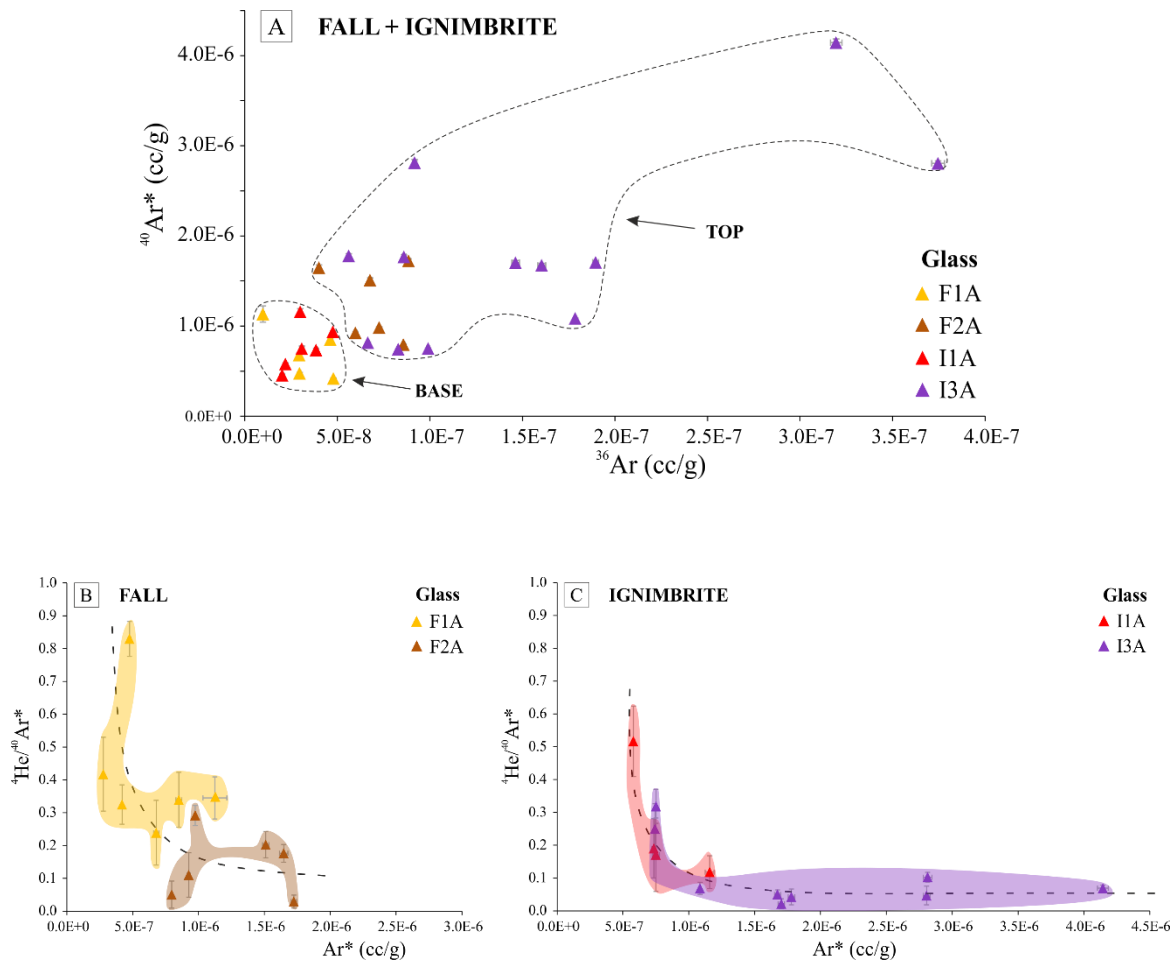 A FALL + IGNIMBRITE
4.0E-6
3.0E-6
2.0E-6
1.0E-6
0.0E+0
⁴⁰Ar* (cc/g)
TOP
BASE
Glass
F1A
F2A
I1A
I3A
0.0E+0 5.0E-8 1.0E-7 1.5E-7 2.0E-7 2.5E-7 3.0E-7 3.5E-7 4.0E-7
³⁶Ar (cc/g)
B FALL
Glass
F1A
F2A
1.0
0.9
0.8
0.7
0.6
0.5
0.4
0.3
0.2
0.1
0.0
⁴He/⁴⁰Ar*
0.0E+0 5.0E-7 1.0E-6 1.5E-6 2.0E-6 2.5E-6 3.0E-6
Ar* (cc/g)
C IGNIMBRITE
Glass
I1A
I3A
1.0
0.9
0.8
0.7
0.6
0.5
0.4
0.3
0.2
0.1
0.0
⁴He/⁴⁰Ar*
0.0E+0 5.0E-7 1.0E-6 1.5E-6 2.0E-6 2.5E-6 3.0E-6 3.5E-6 4.0E-6 4.5E-6
Ar* (cc/g)